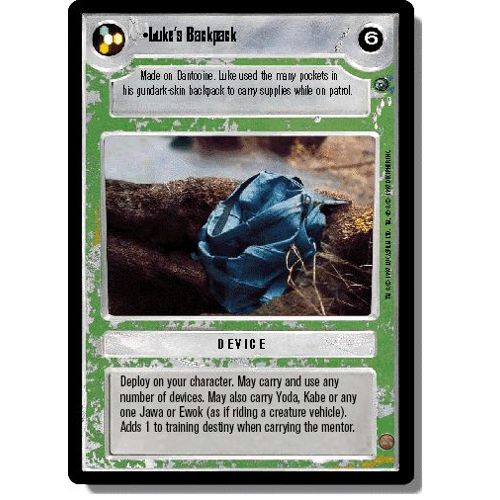 •Luke's Backpack
6
Made on Dantooine. Luke used the many pockets in
his gundark-skin backpack to carry supplies while on patrol.
DEVICE
Deploy on your character. May carry and use any
number of devices. May also carry Yoda, Kabe or any
one Jawa or Ewok (as if riding a creature vehicle).
Adds 1 to training destiny when carrying the mentor.